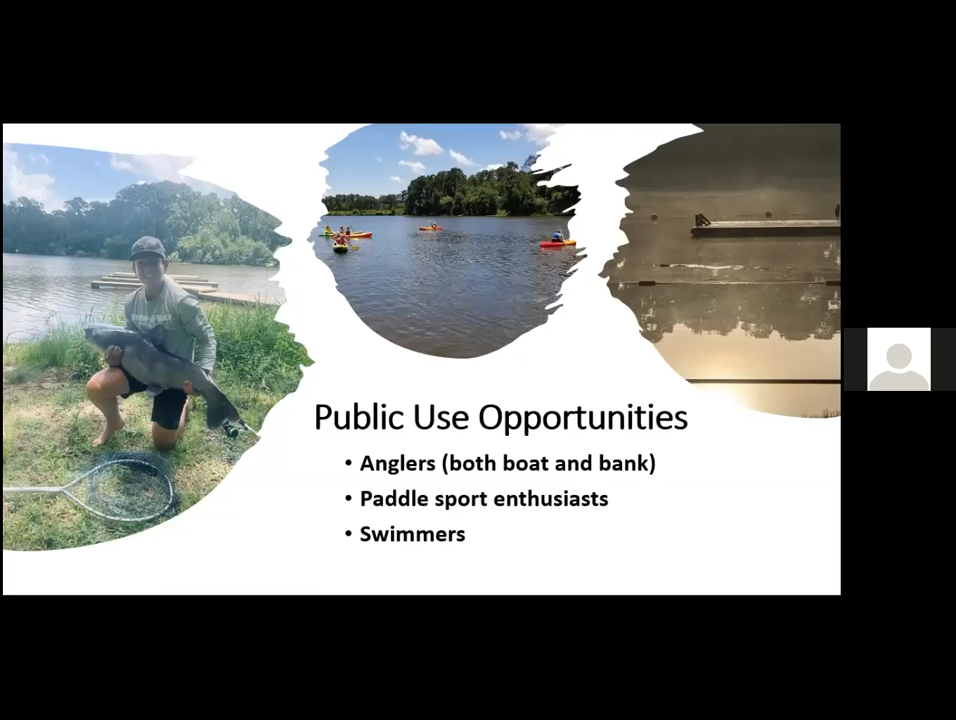 Public Use Opportunities
• Anglers (both boat and bank)
• Paddle sport enthusiasts
• Swimmers